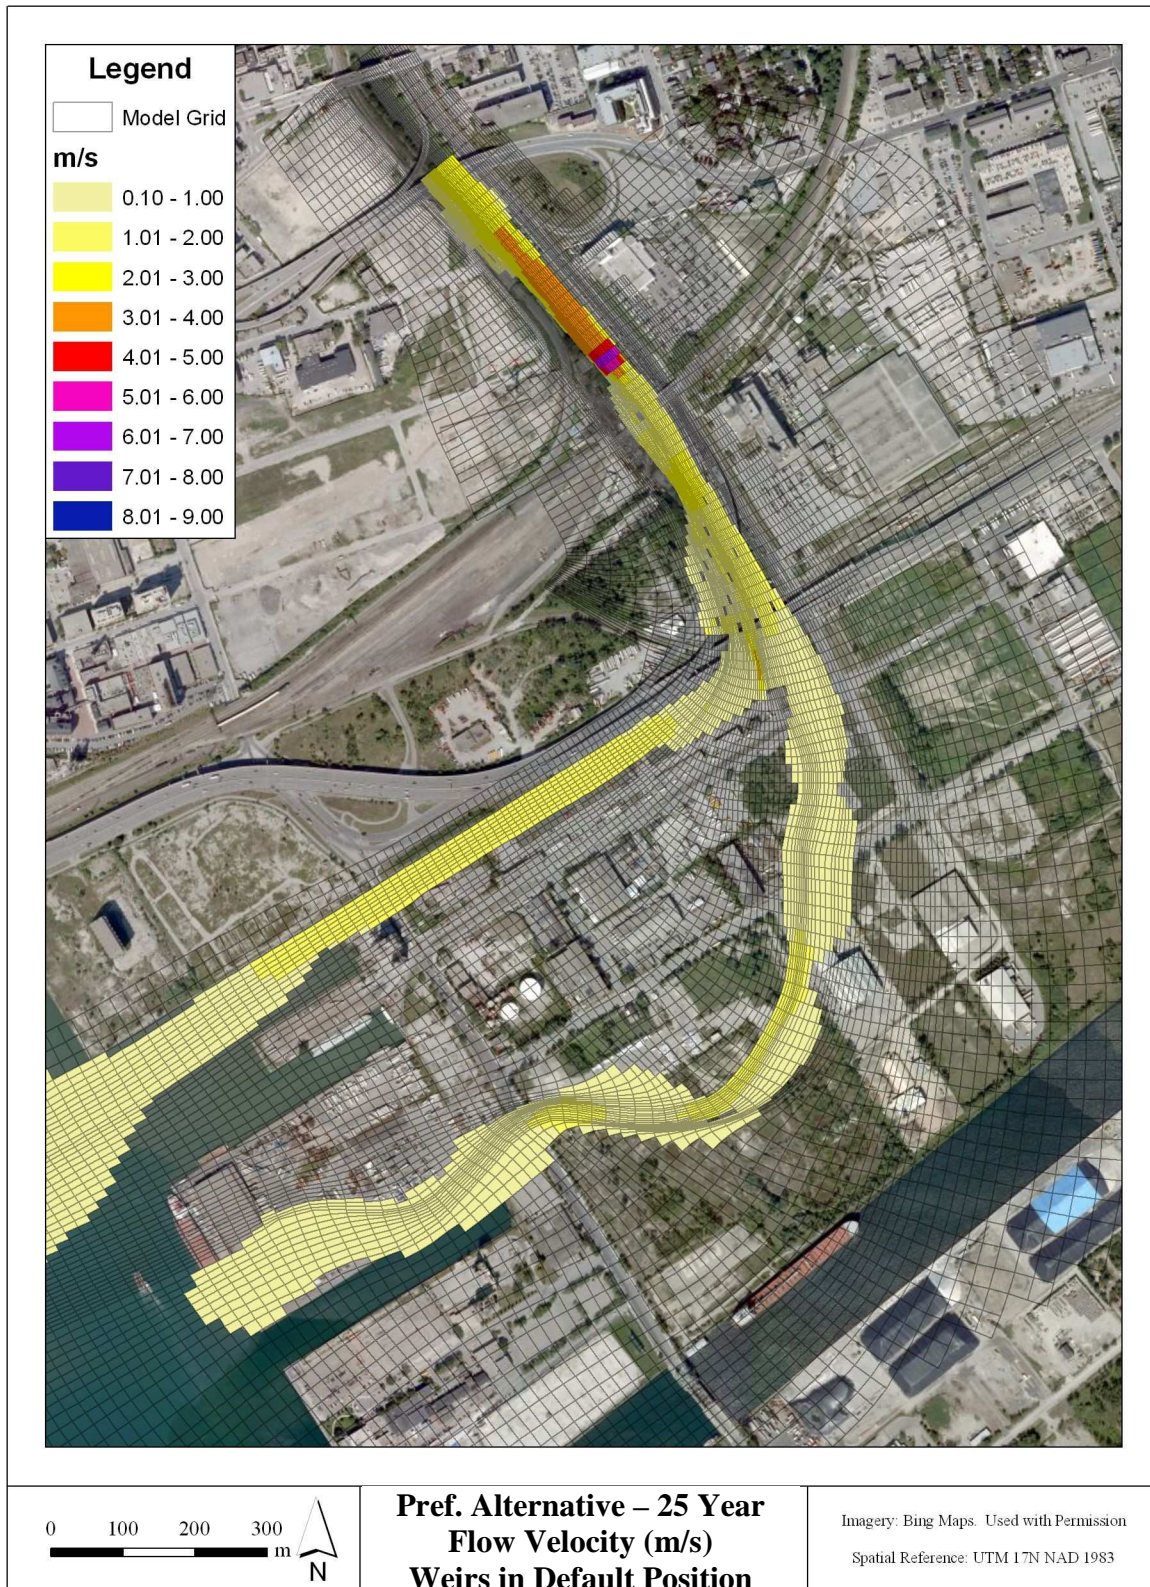 Legend
Model Grid
m/s
0.10 - 1.00
1.01 - 2.00
2.01 - 3.00
3.01 - 4.00
4.01 - 5.00
5.01 - 6.00
6.01 - 7.00
7.01 - 8.00
8.01 - 9.00
0 100 200 300
m
N
Pref. Alternative – 25 Year
Flow Velocity (m/s)
Weirs in Default Position
Imagery: Bing Maps. Used with Permission
Spatial Reference: UTM 17N NAD 1983